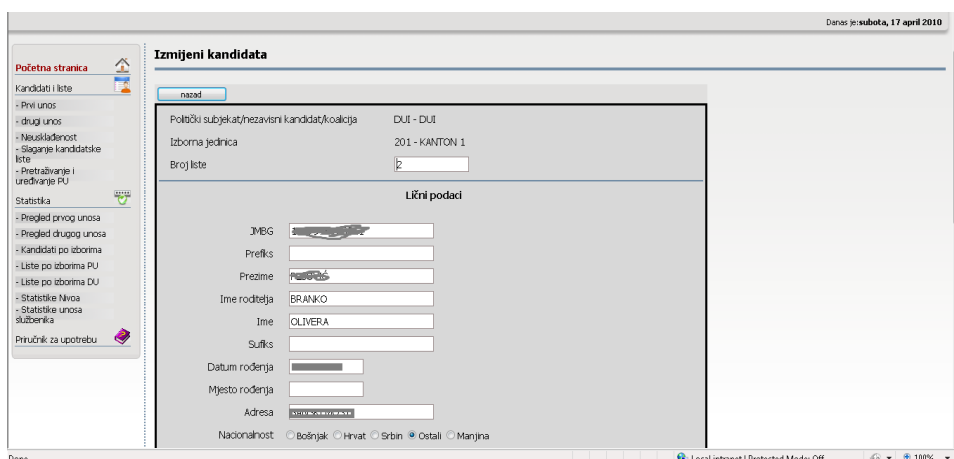 Danas je:subota, 17 april 2010
Početna stranica
Kandidati i liste
- Prvi unos
- drugi unos
- Neusklađenost
- Slaganje kandidatske
liste
- Pretraživanje i
uređivanje PU
Statistika
- Pregled prvog unosa
- Pregled drugog unosa
- Kandidati po izborima
- Liste po izborima PU
- Liste po izborima DU
- Statistike Nivoa
- Statistike unosa
službenika
Priručnik za upotrebu
Izmijeni kandidata
nazad
Politički subjekat/nezavisni kandidat/koalicija DUI - DUI
Izborna jedinica 201 - KANTON 1
Broj liste 2
Lični podaci
JMBG
Prefiks
Prezime
Ime roditelja BRANKO
Ime OLIVERA
Sufiks
Datum rođenja
Mjesto rođenja
Adresa
Nacionalnost Bošnjak Hrvat Srbin Ostali Manjina
Done Local intranet | Protected Mode: Off 100%